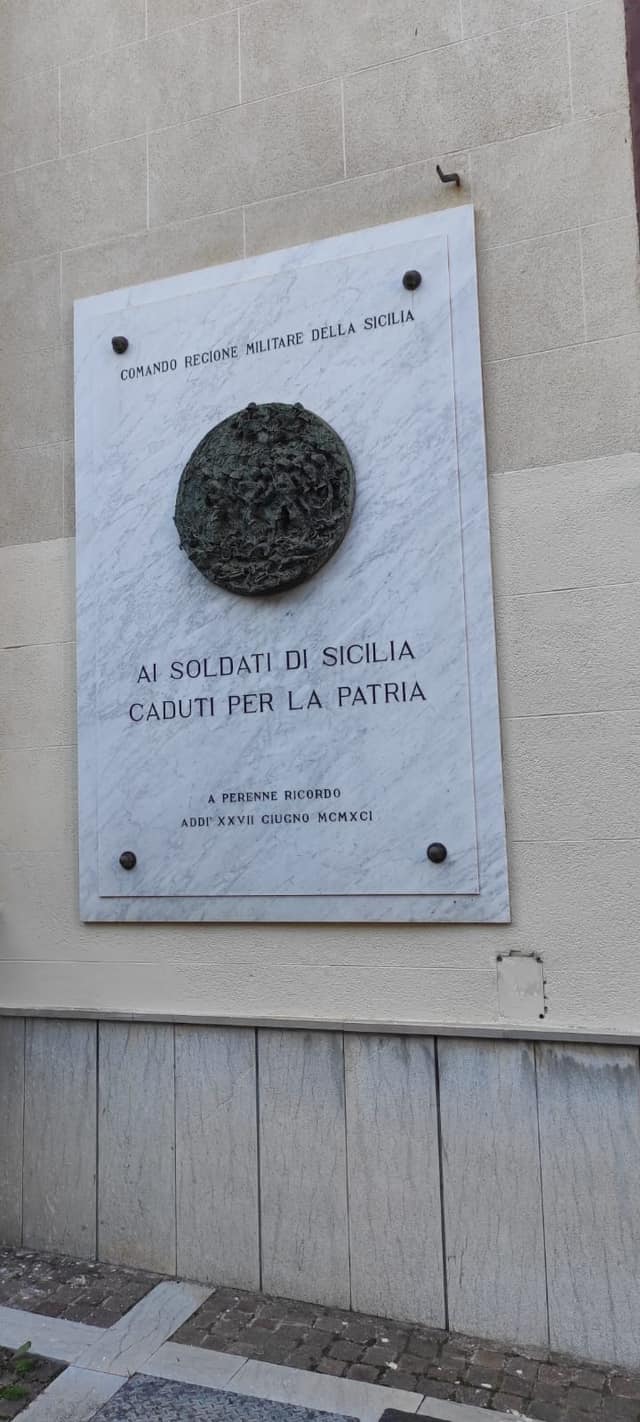 COMANDO REGIONE MILITARE DELLA SICILIA
AI SOLDATI DI SICILIA
CADUTI PER LA PATRIA
A PERENNE RICORDO
ADDI' XXVII GIUGNO MCMXCI